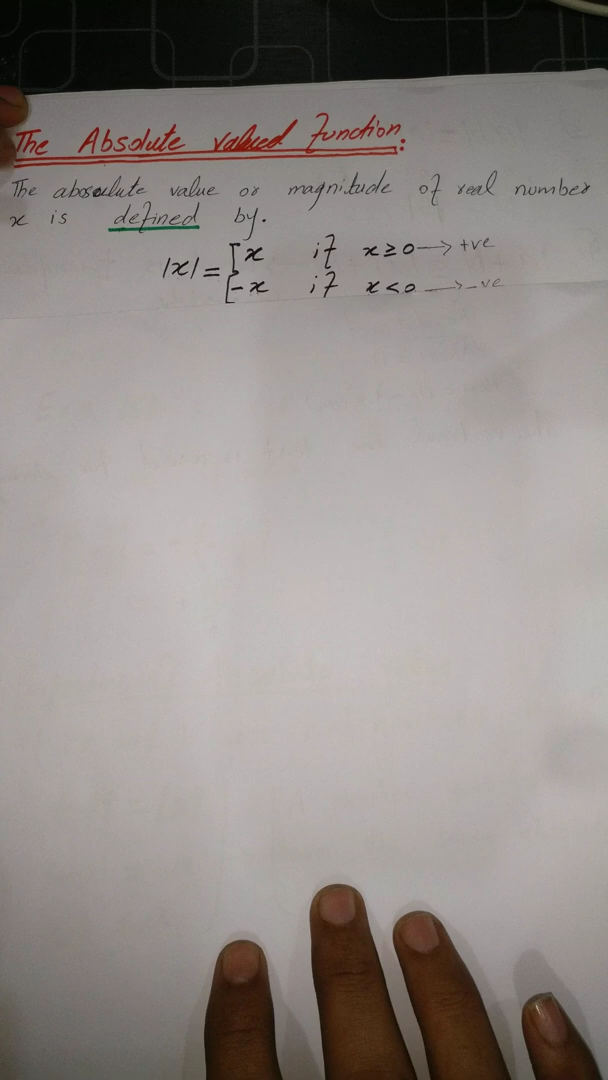 The Absolute valued Function:
The abosolute value or magnitude of real number
x is defined by.
|x| = [ x if x ≥ 0 → +ve
[ -x if x < 0 → -ve